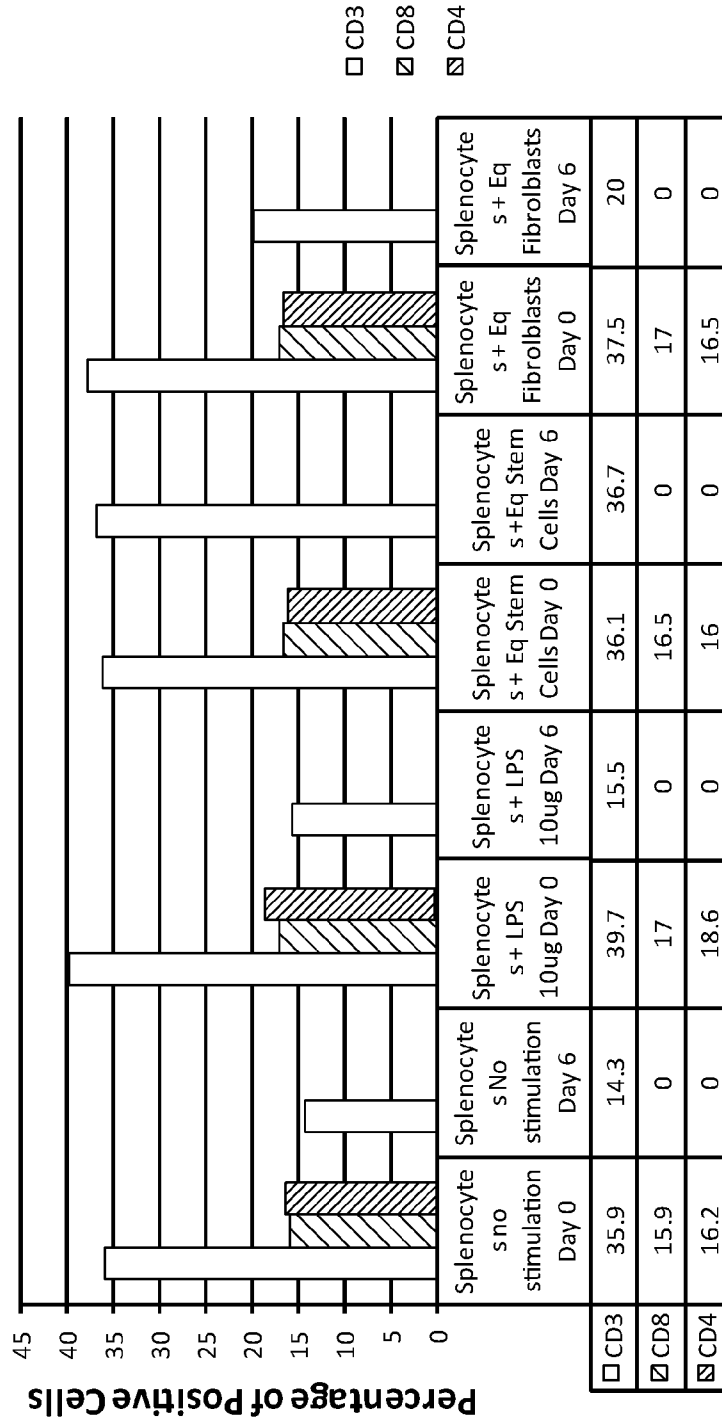 Percentage of Positive Cells
45
40
35
30
25
20
15
10
5
0
CD3
CD8
CD4
Splenocyte
s no
stimulation
Day 0
Splenocyte
s No
stimulation
Day 6
Splenocyte
s + LPS
10ug Day 0
Splenocyte
s + LPS
10ug Day 6
Splenocyte
s + Eq Stem
Cells Day 0
Splenocyte
s + Eq Stem
Cells Day 6
Splenocyte
s + Eq
Fibrolblasts
Day 0
Splenocyte
s + Eq
Fibrolblasts
Day 6
CD3 35.9 14.3 39.7 15.5 36.1 36.7 37.5 20
CD8 15.9 0 17 0 16.5 0 17 0
CD4 16.2 0 18.6 0 16 0 16.5 0